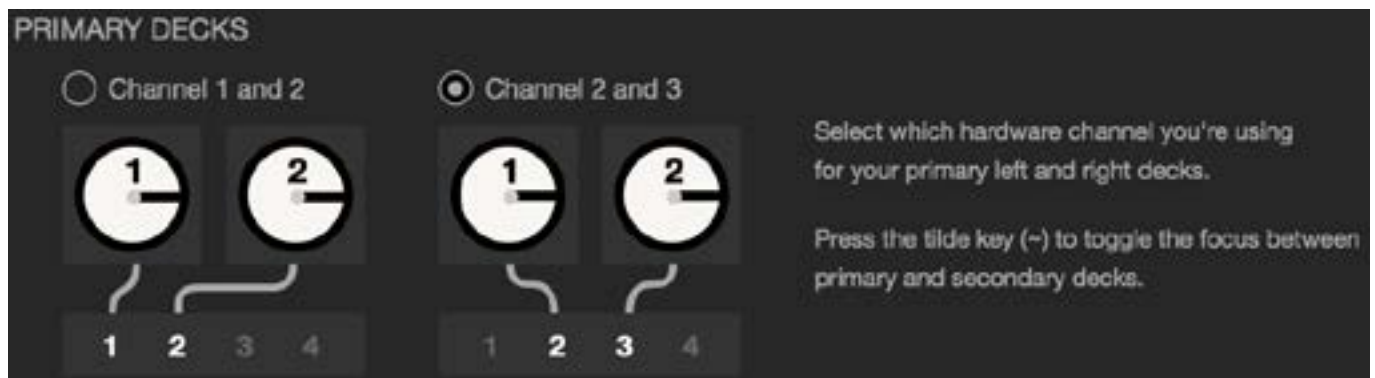 PRIMARY DECKS
Channel 1 and 2
Channel 2 and 3
1 2
1 2
1 2 3 4
1 2 3 4
Select which hardware channel you're using
for your primary left and right decks.
Press the tilde key (~) to toggle the focus between
primary and secondary decks.